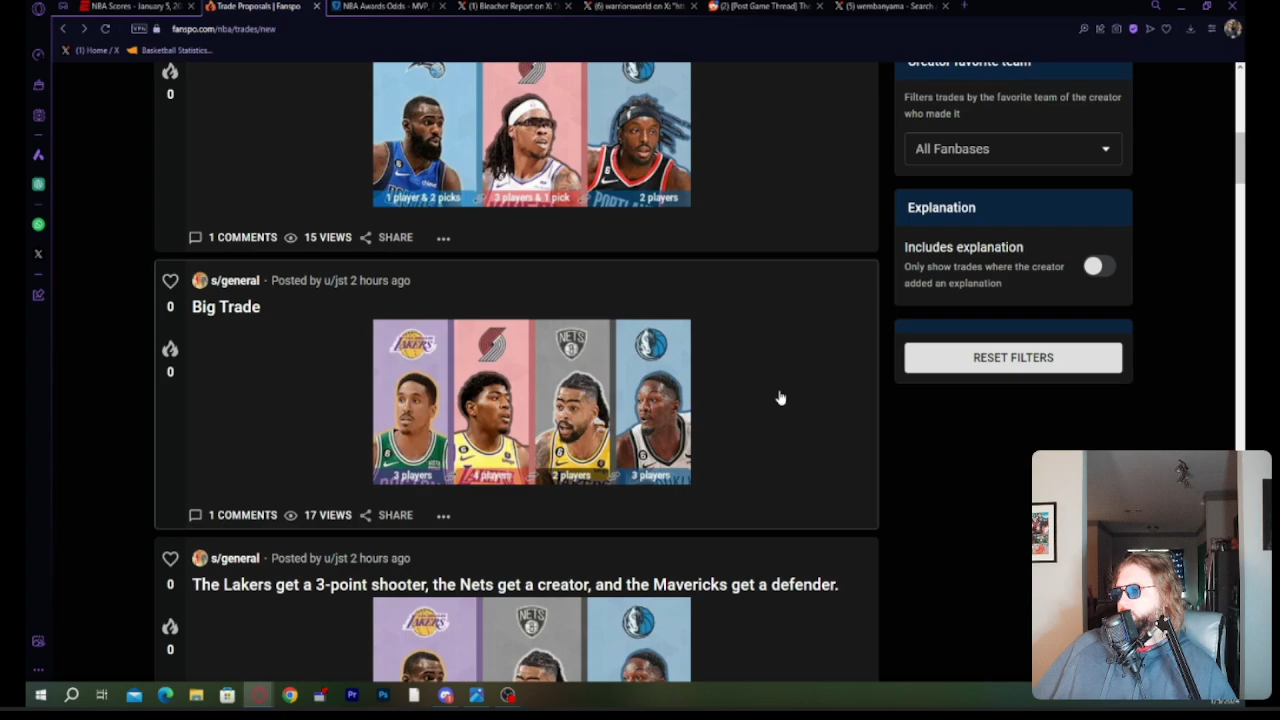 NBA Scores - January 5, 20
Trade Proposals | Fanspo
NBA Awards Odds - MVP,
(1) Bleacher Report on X: "
(6) warriorsworld on X: "htt
[Post Game Thread] The
(5) wembanyama - Search
VPN
fanspo.com/nba/trades/new
(1) Home / X
Basketball Statistics...
0
1 player & 2 picks
3 players & 1 pick
2 players
1 COMMENTS
15 VIEWS
SHARE
s/general · Posted by u/jst 2 hours ago
0
Big Trade
0
LAKERS
NETS
3 players
4 players
2 players
3 players
1 COMMENTS
17 VIEWS
SHARE
s/general · Posted by u/jst 2 hours ago
0
The Lakers get a 3-point shooter, the Nets get a creator, and the Mavericks get a defender.
0
LAKERS
NETS
Creator favorite team
Filters trades by the favorite team of the creator
who made it
All Fanbases
Explanation
Includes explanation
Only show trades where the creator
added an explanation
RESET FILTERS